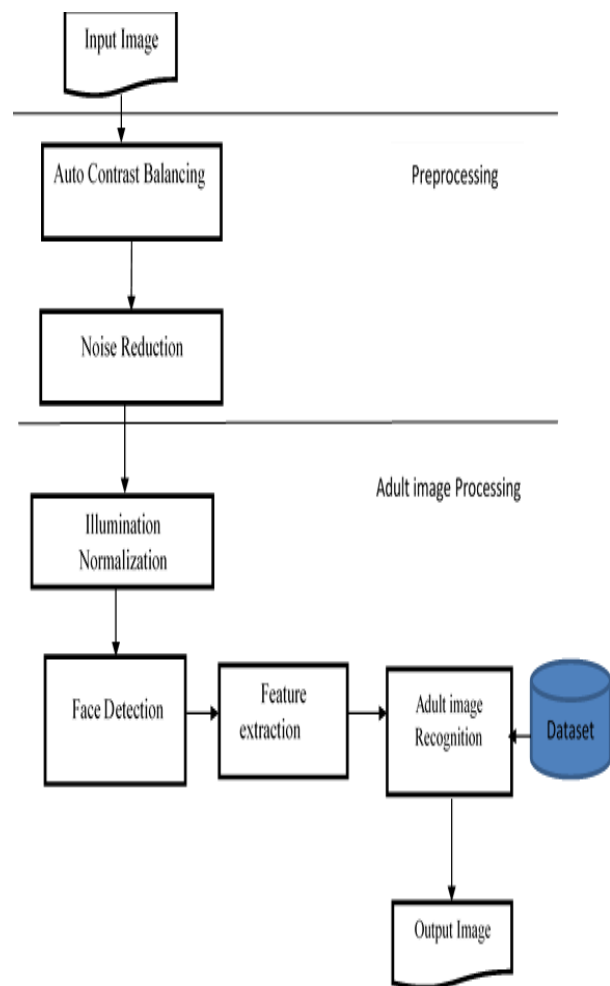 Input Image
Auto Contrast Balancing
Preprocessing
Noise Reduction
Adult image Processing
Illumination
Normalization
Face Detection
Feature
extraction
Adult image
Recognition
Dataset
Output Image